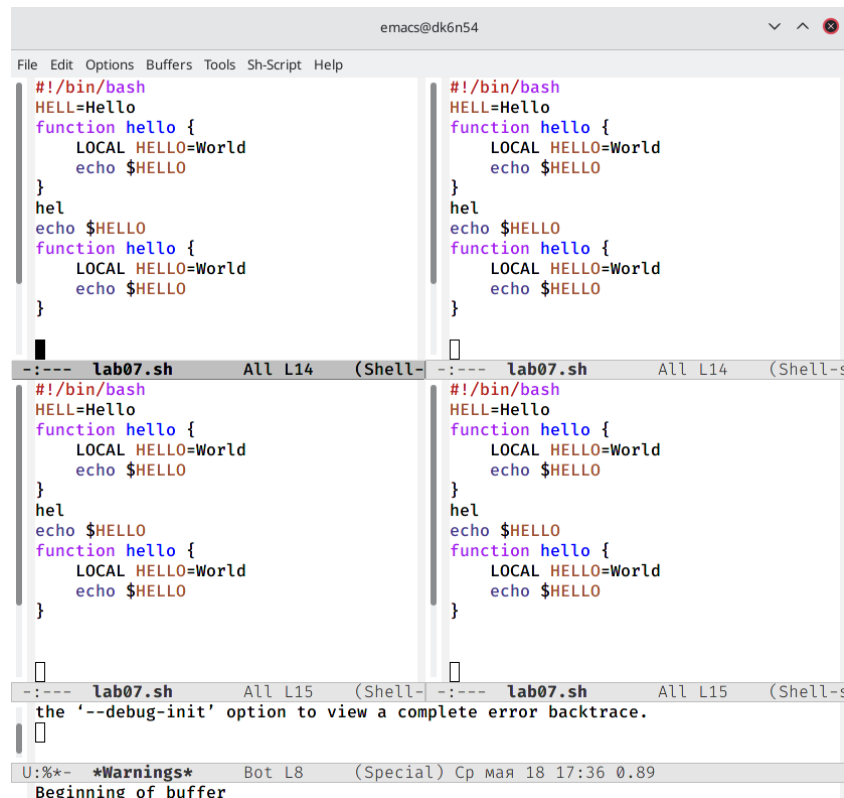 emacs@dk6n54
File Edit Options Buffers Tools Sh-Script Help
#!/bin/bash
HELL=Hello
function hello {
    LOCAL HELLO=World
    echo $HELLO
}
hel
echo $HELLO
function hello {
    LOCAL HELLO=World
    echo $HELLO
}
-:--- lab07.sh All L14 (Shell-
#!/bin/bash
HELL=Hello
function hello {
    LOCAL HELLO=World
    echo $HELLO
}
hel
echo $HELLO
function hello {
    LOCAL HELLO=World
    echo $HELLO
}
-:--- lab07.sh All L14 (Shell-s
#!/bin/bash
HELL=Hello
function hello {
    LOCAL HELLO=World
    echo $HELLO
}
hel
echo $HELLO
function hello {
    LOCAL HELLO=World
    echo $HELLO
}
-:--- lab07.sh All L15 (Shell-
#!/bin/bash
HELL=Hello
function hello {
    LOCAL HELLO=World
    echo $HELLO
}
hel
echo $HELLO
function hello {
    LOCAL HELLO=World
    echo $HELLO
}
-:--- lab07.sh All L15 (Shell-s
the ‘--debug-init’ option to view a complete error backtrace.
U:%*- *Warnings* Bot L8 (Special) Ср мая 18 17:36 0.89
Beginning of buffer